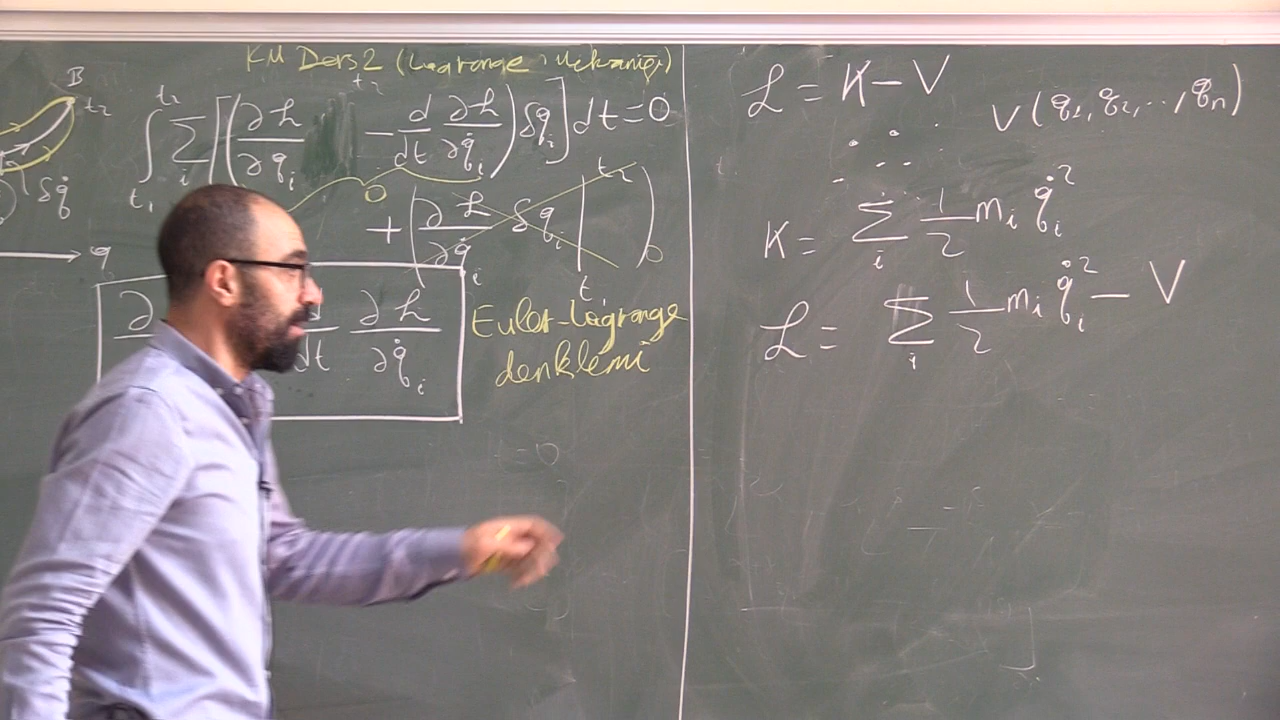 KM Ders 2 (Lagrange Mekaniği)
B
t₂
δq̇
q
∫_{t₁}^{t₂} Σ_i [(∂ℒ/∂q_i − d/dt ∂ℒ/∂q̇_i) δq_i] dt = 0
+ (∂ℒ/∂q̇_i δq_i |_{t₁}^{t₂}) 0
d/dt ∂ℒ/∂q̇_i
Euler-Lagrange
denklemi
ℒ = K − V
V(q₁, q₂, .., q_n)
K = Σ_i 1/2 m_i q̇_i²
ℒ = Σ_i 1/2 m_i q̇_i² − V